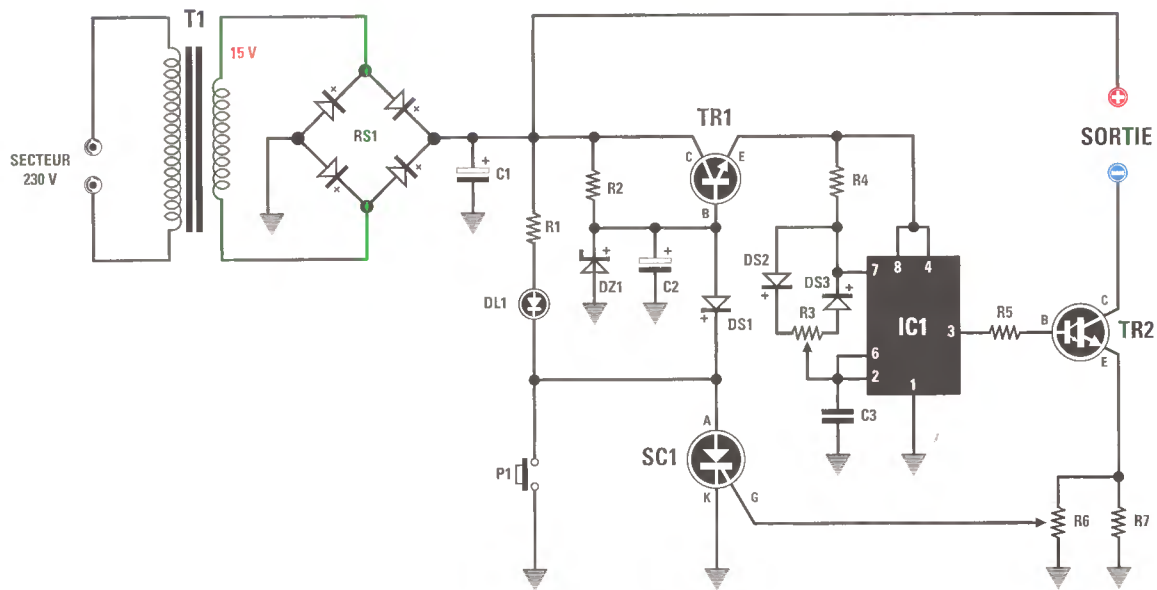 T1
15 V
SECTEUR
230 V
RS1
+
C1
R1
DL1
P1
R2
+
DZ1
+
C2
TR1
C
E
B
+
DS1
A
SC1
K
G
R4
DS2
+
DS3
+
R3
C3
7
8
4
IC1
3
6
2
1
R5
B
C
TR2
E
+
SORTIE
−
R6
R7